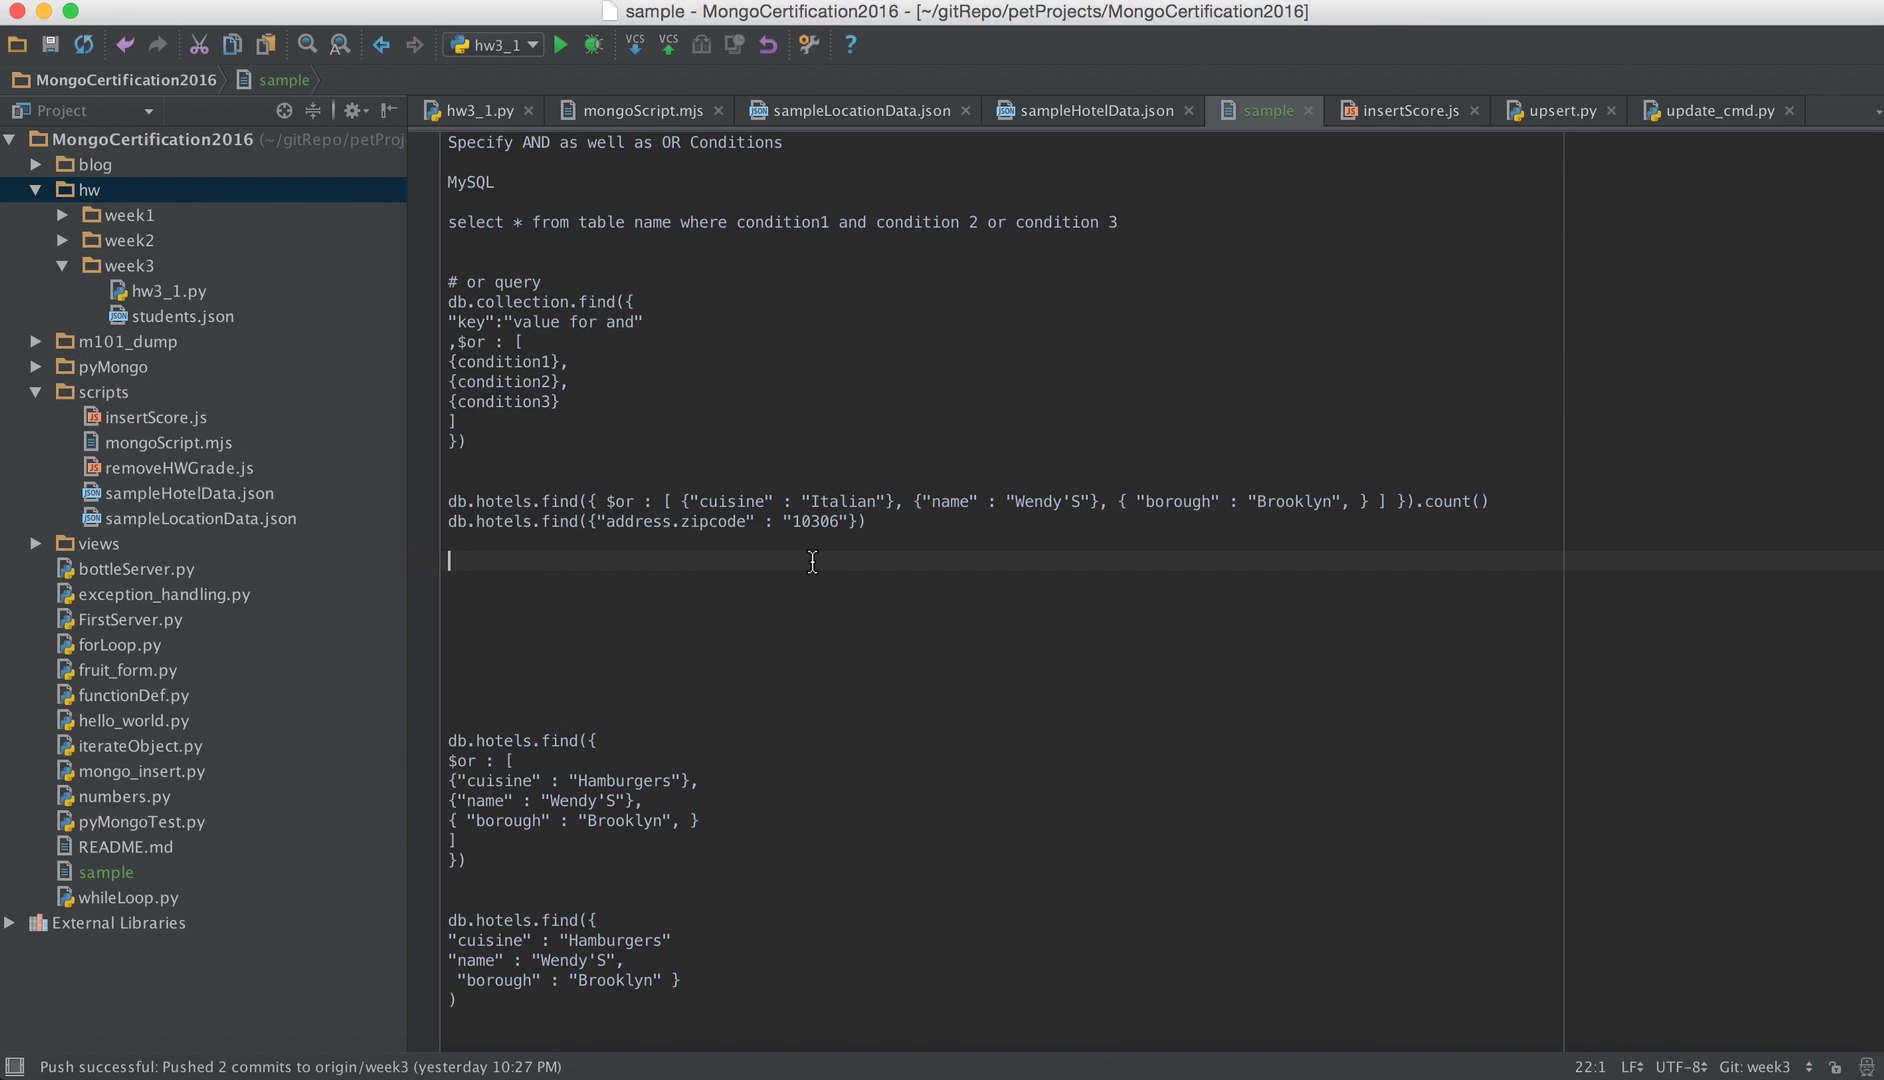 sample - MongoCertification2016 - [~/gitRepo/petProjects/MongoCertification2016]
hw3_1
VCS
VCS
?
MongoCertification2016
sample
Project
hw3_1.py
mongoScript.mjs
sampleLocationData.json
sampleHotelData.json
sample
insertScore.js
upsert.py
update_cmd.py
MongoCertification2016 (~/gitRepo/petProj
blog
hw
week1
week2
week3
hw3_1.py
students.json
m101_dump
pyMongo
scripts
insertScore.js
mongoScript.mjs
removeHWGrade.js
sampleHotelData.json
sampleLocationData.json
views
bottleServer.py
exception_handling.py
FirstServer.py
forLoop.py
fruit_form.py
functionDef.py
hello_world.py
iterateObject.py
mongo_insert.py
numbers.py
pyMongoTest.py
README.md
sample
whileLoop.py
External Libraries
Specify AND as well as OR Conditions
MySQL
select * from table name where condition1 and condition 2 or condition 3
# or query
db.collection.find({
"key":"value for and"
,$or : [
{condition1},
{condition2},
{condition3}
]
})
db.hotels.find({ $or : [ {"cuisine" : "Italian"}, {"name" : "Wendy'S"}, { "borough" : "Brooklyn", } ] }).count()
db.hotels.find({"address.zipcode" : "10306"})
db.hotels.find({
$or : [
{"cuisine" : "Hamburgers"},
{"name" : "Wendy'S"},
{ "borough" : "Brooklyn", }
]
})
db.hotels.find({
"cuisine" : "Hamburgers"
"name" : "Wendy'S",
"borough" : "Brooklyn" }
)
Push successful: Pushed 2 commits to origin/week3 (yesterday 10:27 PM)
22:1 LF UTF-8 Git: week3